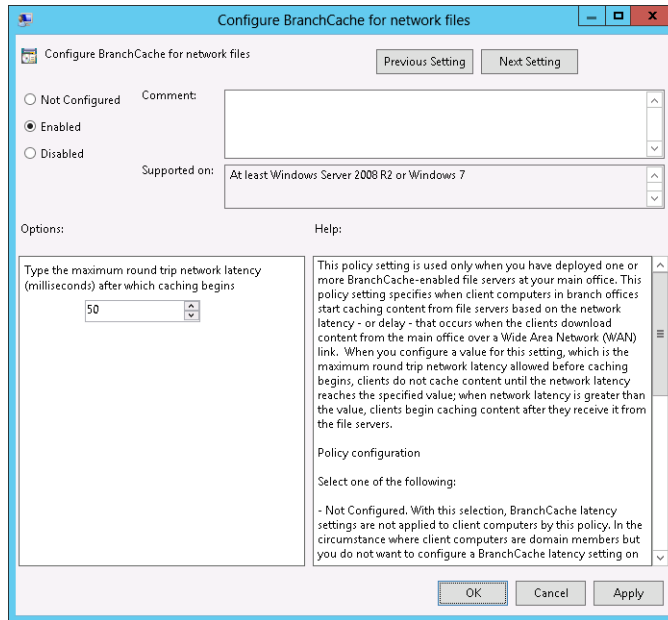 Configure BranchCache for network files
Configure BranchCache for network files
Previous Setting
Next Setting
Not Configured
Comment:
Enabled
Disabled
Supported on:
At least Windows Server 2008 R2 or Windows 7
Options:
Help:
Type the maximum round trip network latency
(milliseconds) after which caching begins
50
This policy setting is used only when you have deployed one or
more BranchCache-enabled file servers at your main office. This
policy setting specifies when client computers in branch offices
start caching content from file servers based on the network
latency - or delay - that occurs when the clients download
content from the main office over a Wide Area Network (WAN)
link.  When you configure a value for this setting, which is the
maximum round trip network latency allowed before caching
begins, clients do not cache content until the network latency
reaches the specified value; when network latency is greater than
the value, clients begin caching content after they receive it from
the file servers.
Policy configuration
Select one of the following:
- Not Configured. With this selection, BranchCache latency
settings are not applied to client computers by this policy. In the
circumstance where client computers are domain members but
you do not want to configure a BranchCache latency setting on
OK
Cancel
Apply